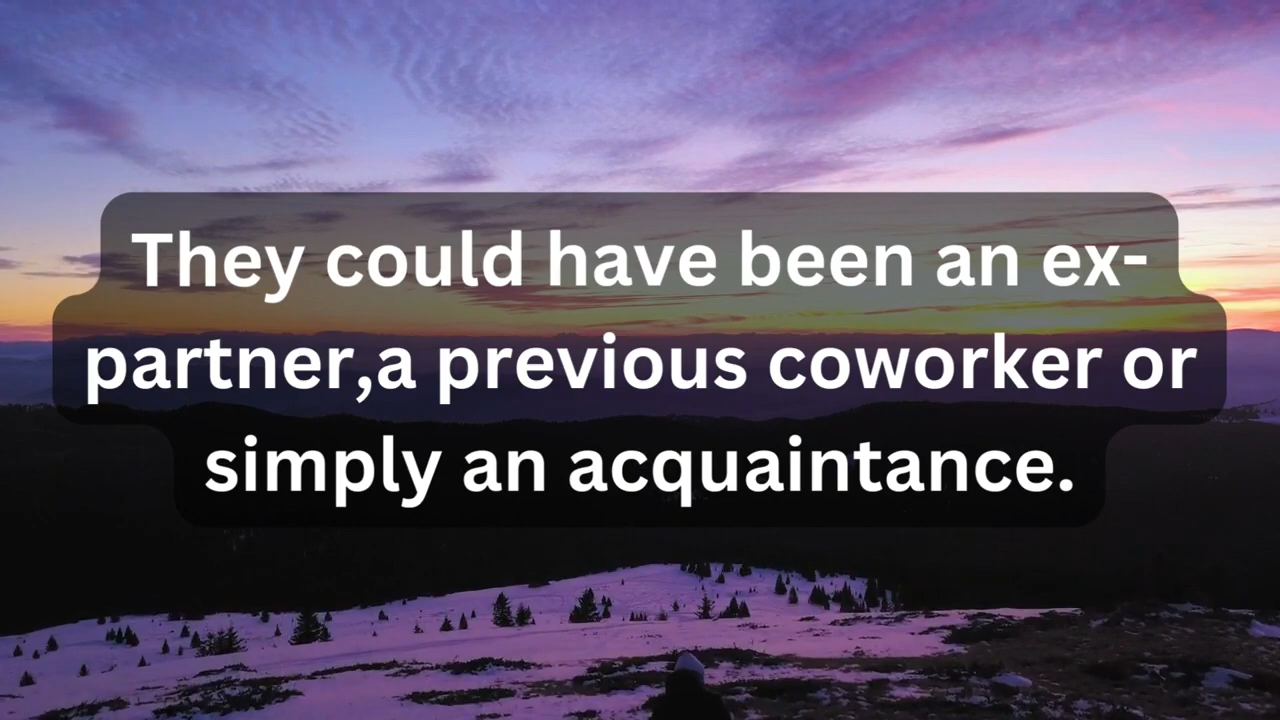 They could have been an ex-
partner,a previous coworker or
simply an acquaintance.